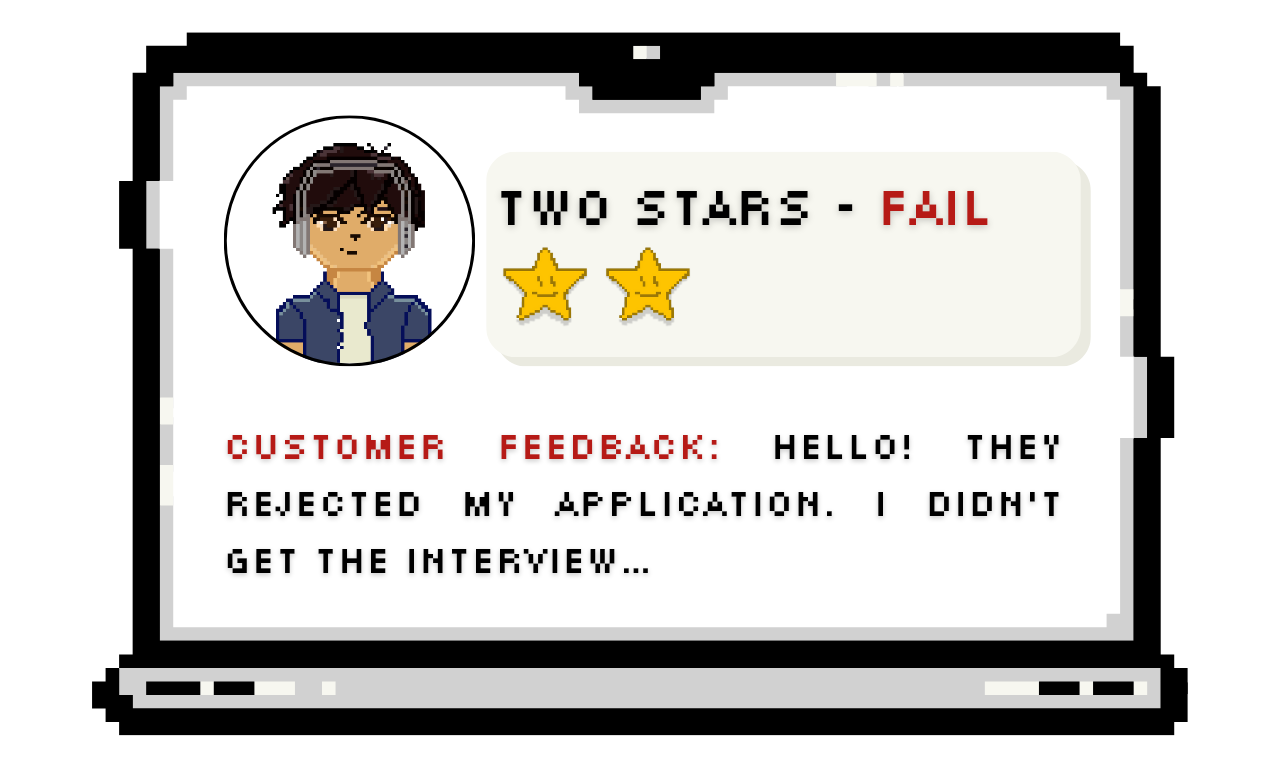 TWO STARS - FAIL
CUSTOMER FEEDBACK: HELLO! THEY
REJECTED MY APPLICATION. I DIDN'T
GET THE INTERVIEW...